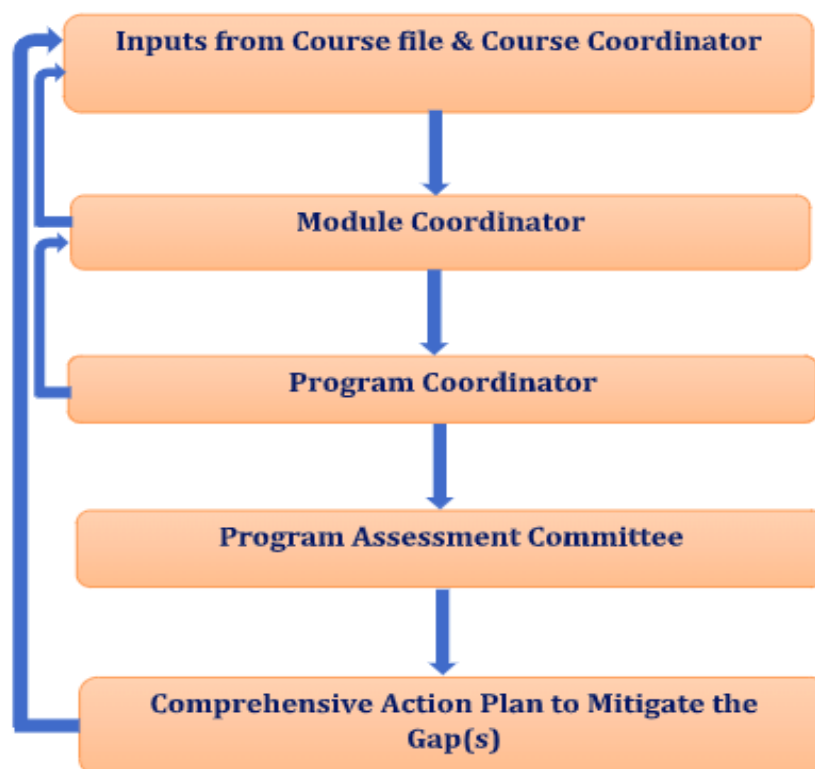 Inputs from Course file & Course Coordinator
Module Coordinator
Program Coordinator
Program Assessment Committee
Comprehensive Action Plan to Mitigate the
Gap(s)